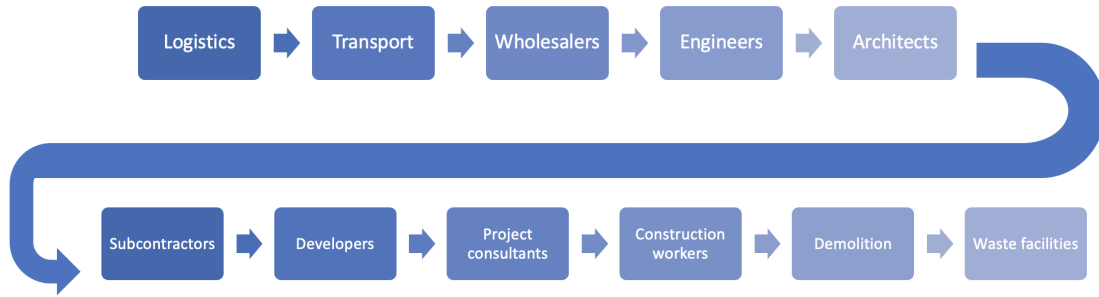 Logistics
Transport
Wholesalers
Engineers
Architects
Subcontractors
Developers
Project
consultants
Construction
workers
Demolition
Waste facilities